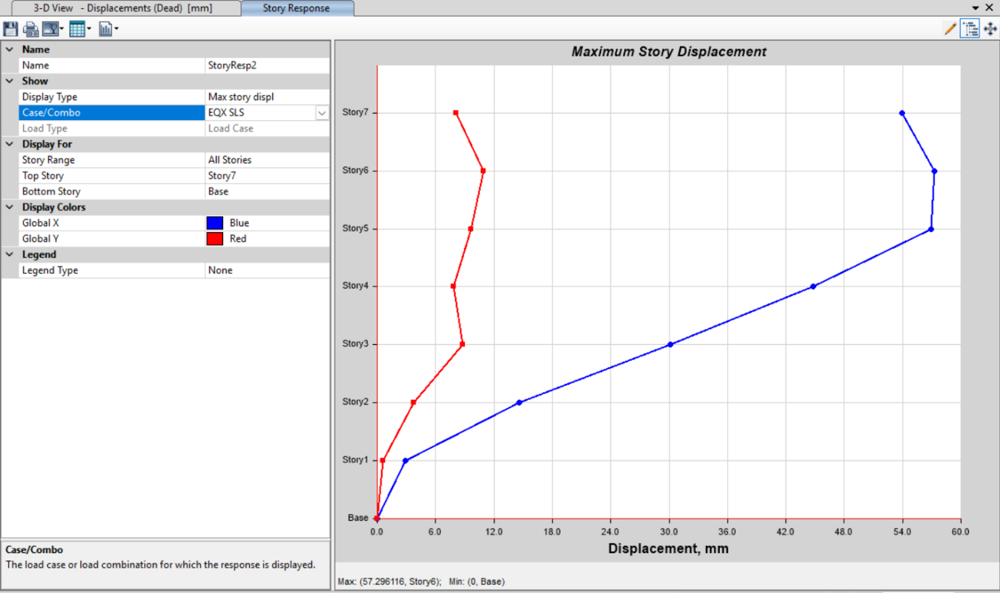 3-D View - Displacements (Dead) [mm]
Story Response
Name
Name StoryResp2
Show
Display Type Max story displ
Case/Combo EQX SLS
Load Type Load Case
Display For
Story Range All Stories
Top Story Story7
Bottom Story Base
Display Colors
Global X Blue
Global Y Red
Legend
Legend Type None
Case/Combo
The load case or load combination for which the response is displayed.
Maximum Story Displacement
Story7
Story6
Story5
Story4
Story3
Story2
Story1
Base
0.0 6.0 12.0 18.0 24.0 30.0 36.0 42.0 48.0 54.0 60.0
Displacement, mm
Max: (57.296116, Story6); Min: (0, Base)